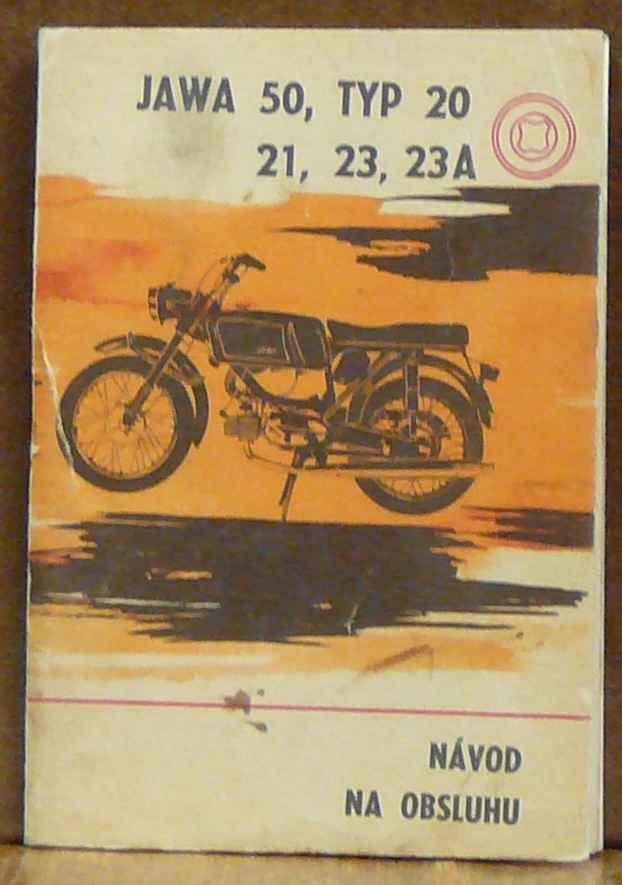 JAWA 50, TYP 20
21, 23, 23A
NÁVOD
NA OBSLUHU